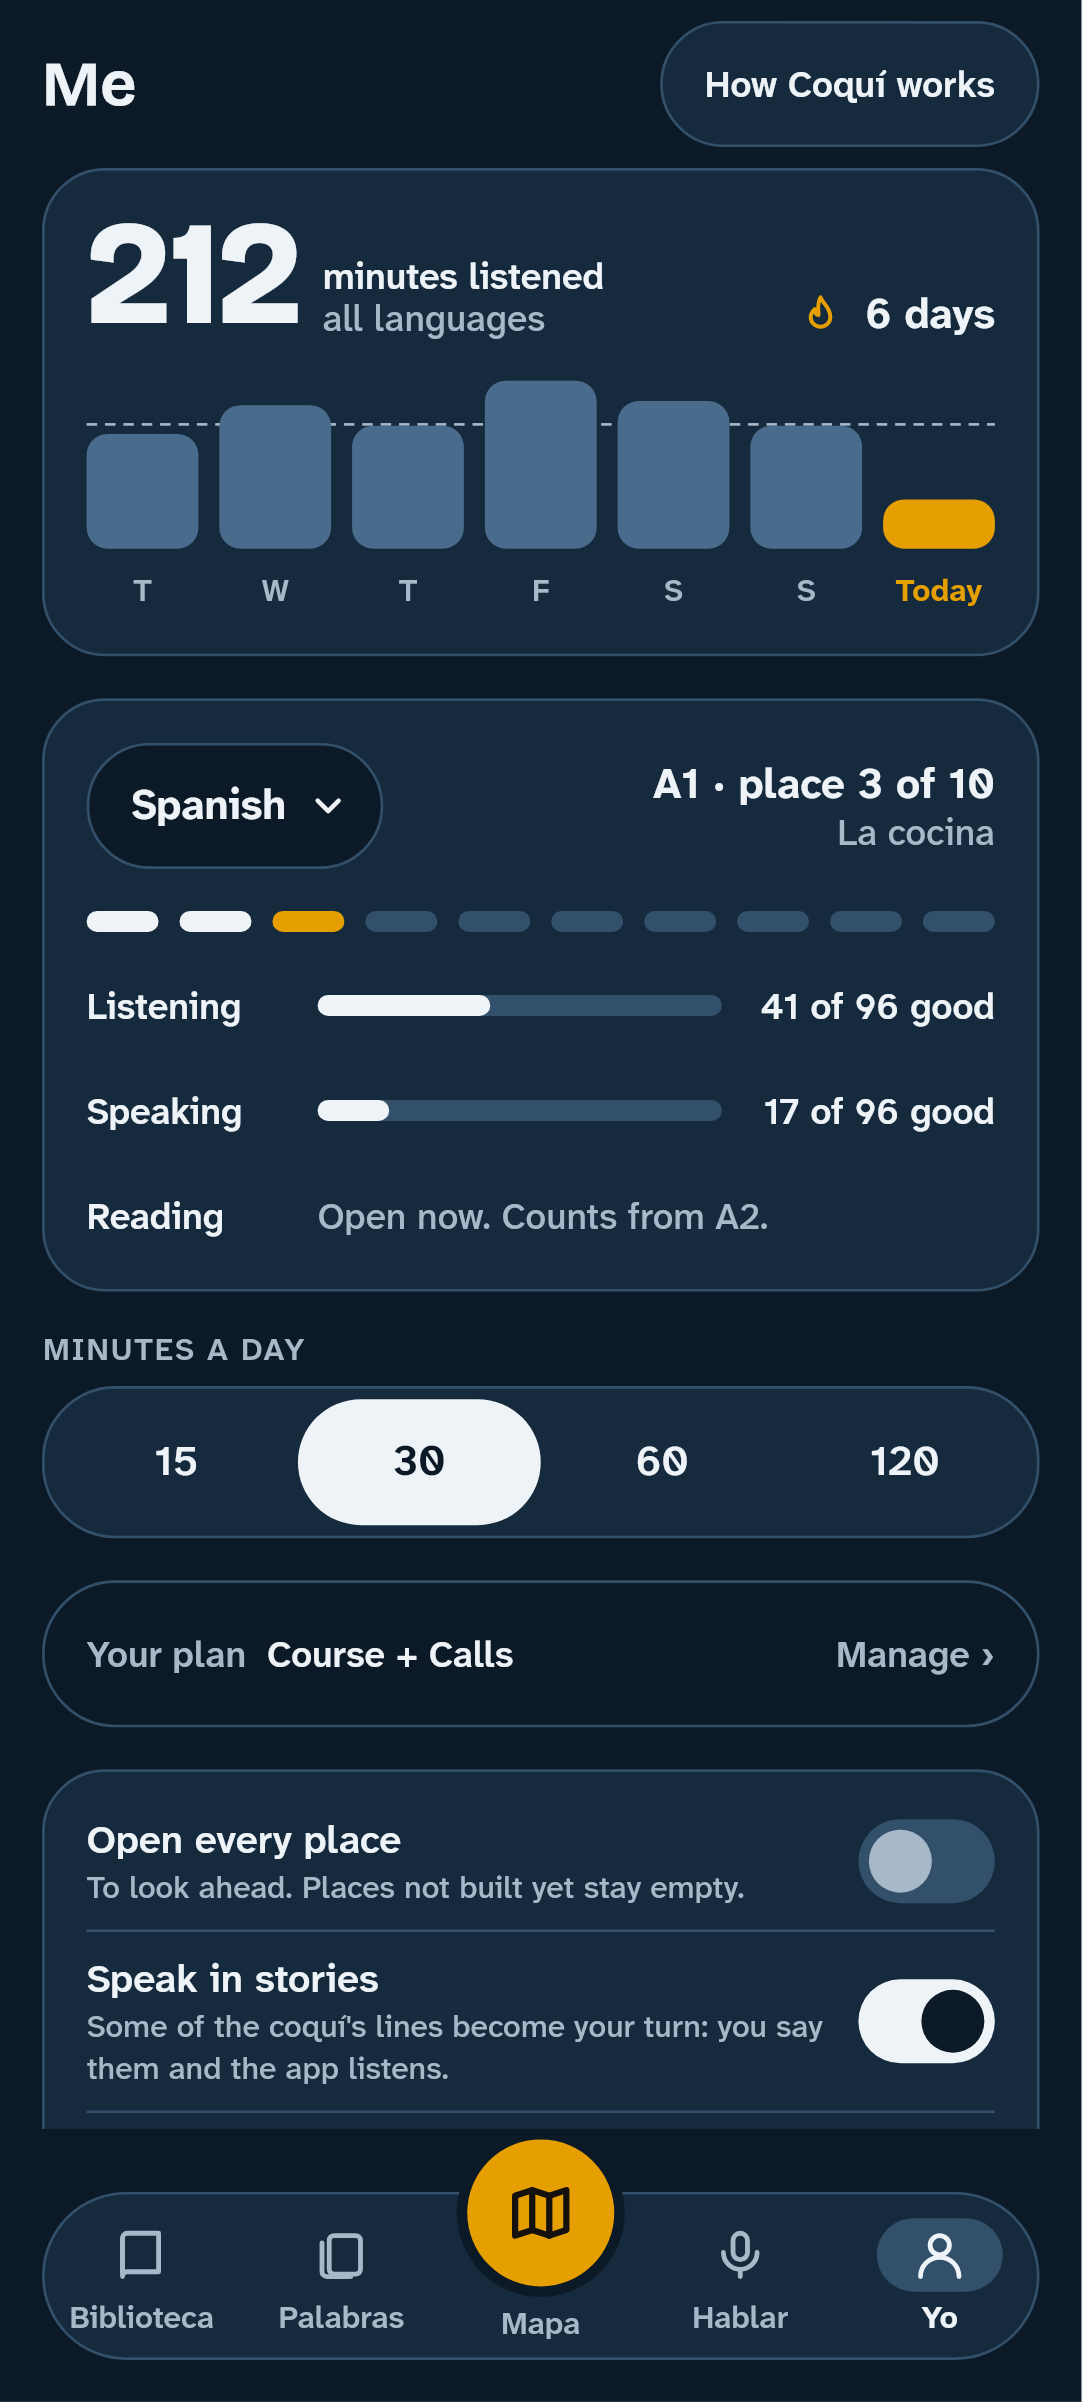 Me
How Coquí works
212 minutes listened
all languages
6 days
T W T F S S Today
Spanish
A1 · place 3 of 10
La cocina
Listening 41 of 96 good
Speaking 17 of 96 good
Reading Open now. Counts from A2.
MINUTES A DAY
15 30 60 120
Your plan Course + Calls Manage ›
Open every place
To look ahead. Places not built yet stay empty.
Speak in stories
Some of the coquí's lines become your turn: you say
them and the app listens.
Biblioteca Palabras Mapa Hablar Yo